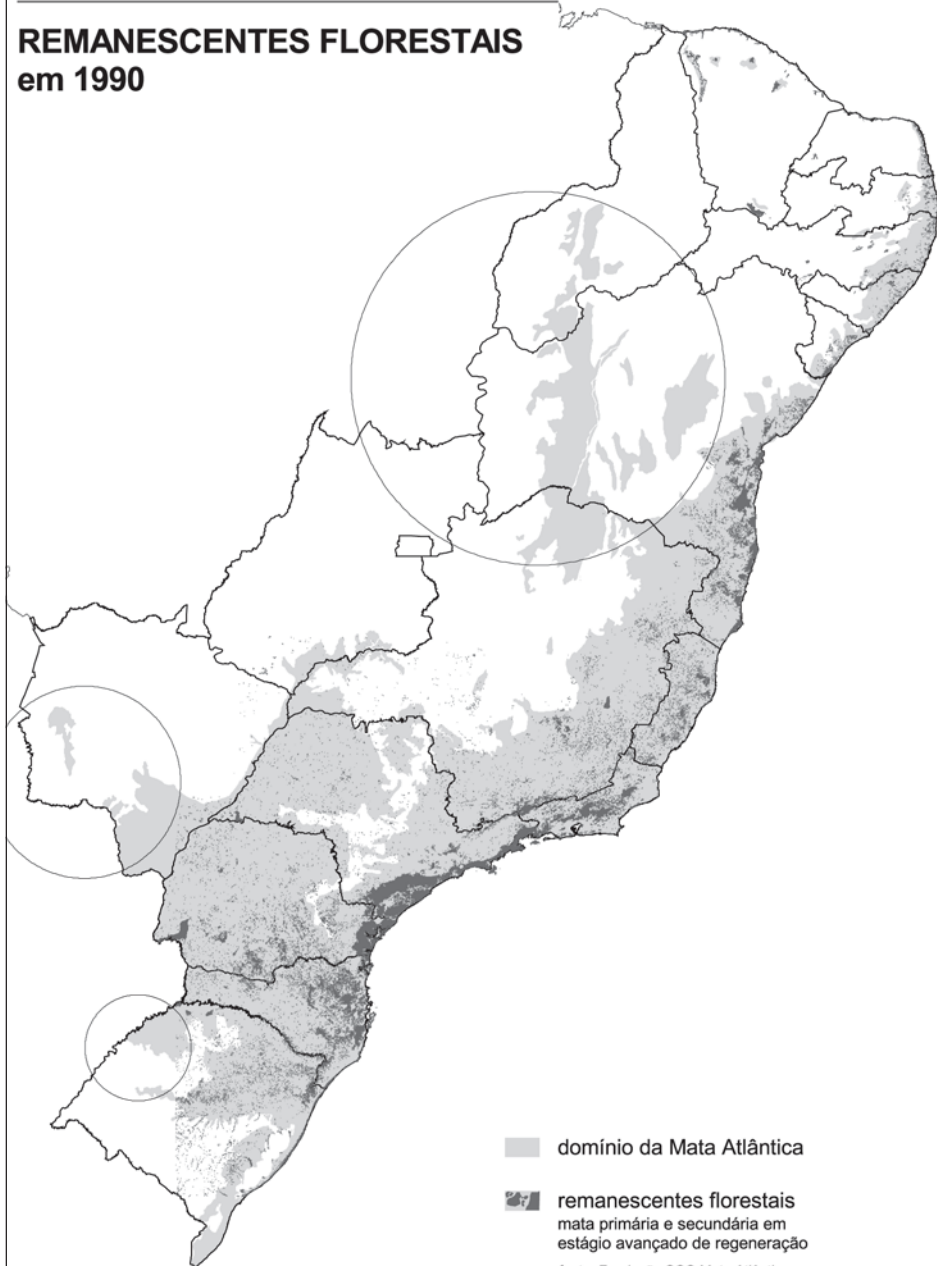 REMANESCENTES FLORESTAIS
em 1990
domínio da Mata Atlântica
remanescentes florestais
mata primária e secundária em
estágio avançado de regeneração